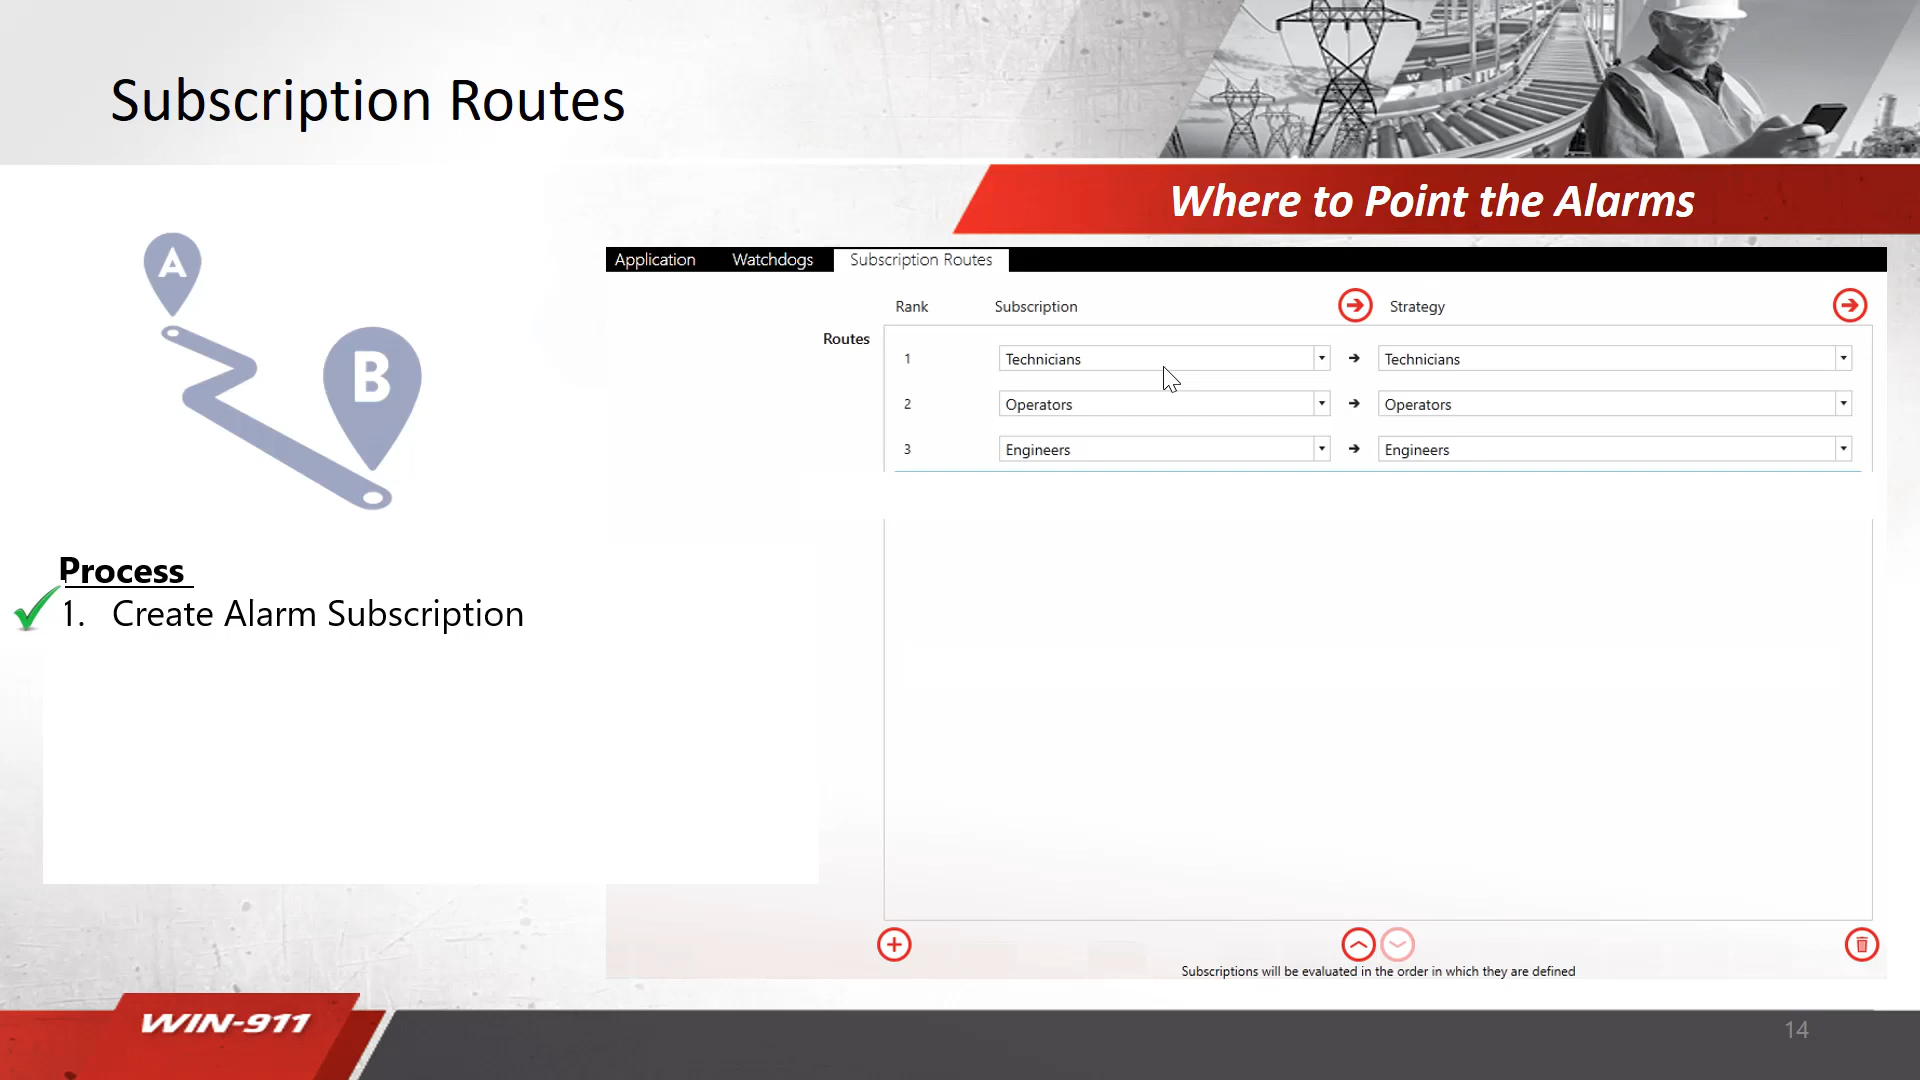 Subscription Routes
Where to Point the Alarms
A
B
Process
1. Create Alarm Subscription
Application Watchdogs Subscription Routes
Rank Subscription Strategy
Routes
1 Technicians Technicians
2 Operators Operators
3 Engineers Engineers
Subscriptions will be evaluated in the order in which they are defined
WIN-911
14